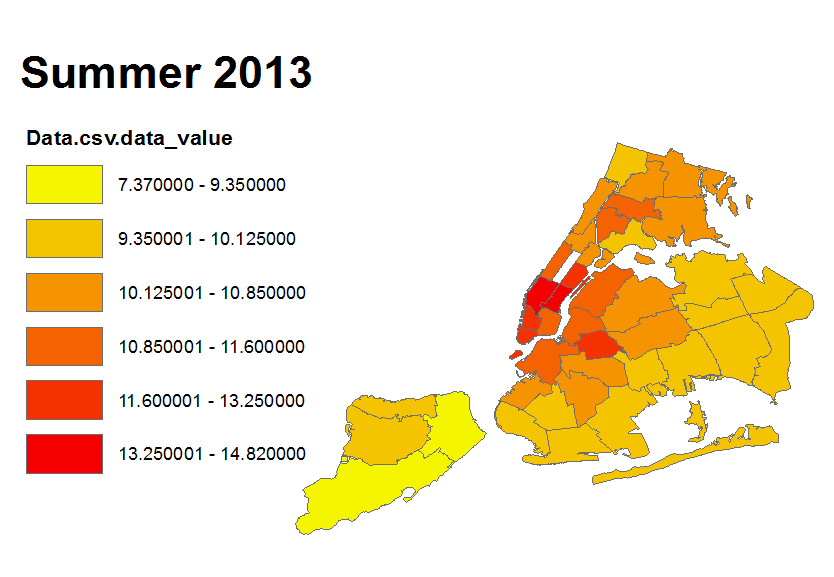 Summer 2013
Data.csv.data_value
7.370000 - 9.350000
9.350001 - 10.125000
10.125001 - 10.850000
10.850001 - 11.600000
11.600001 - 13.250000
13.250001 - 14.820000